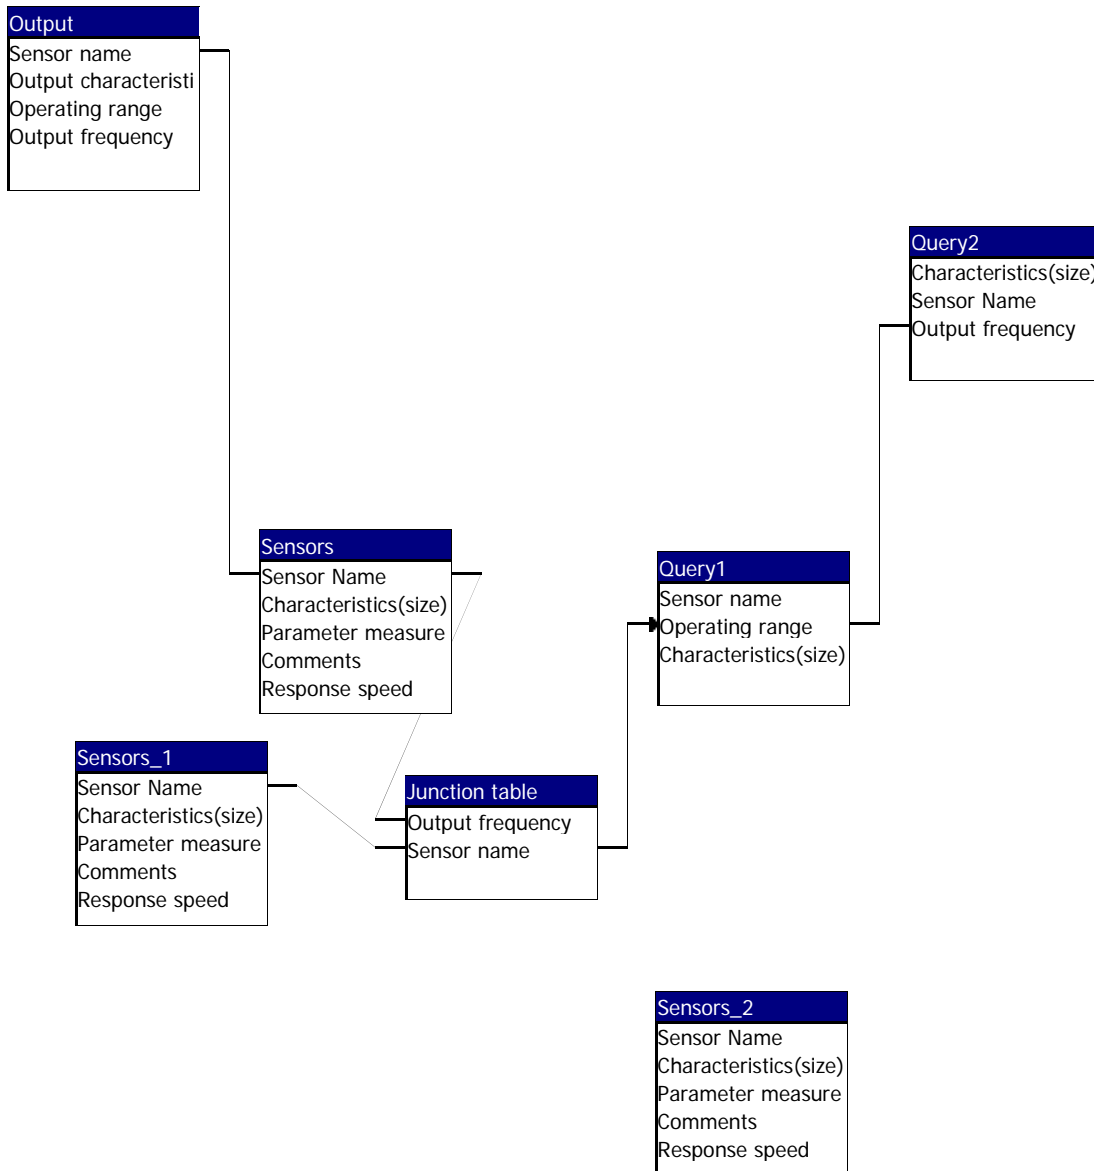 Output
Sensor name
Output characteristi
Operating range
Output frequency
Query2
Characteristics(size)
Sensor Name
Output frequency
Sensors
Sensor Name
Characteristics(size)
Parameter measure
Comments
Response speed
Query1
Sensor name
Operating range
Characteristics(size)
Sensors_1
Sensor Name
Characteristics(size)
Parameter measure
Comments
Response speed
Junction table
Output frequency
Sensor name
Sensors_2
Sensor Name
Characteristics(size)
Parameter measure
Comments
Response speed